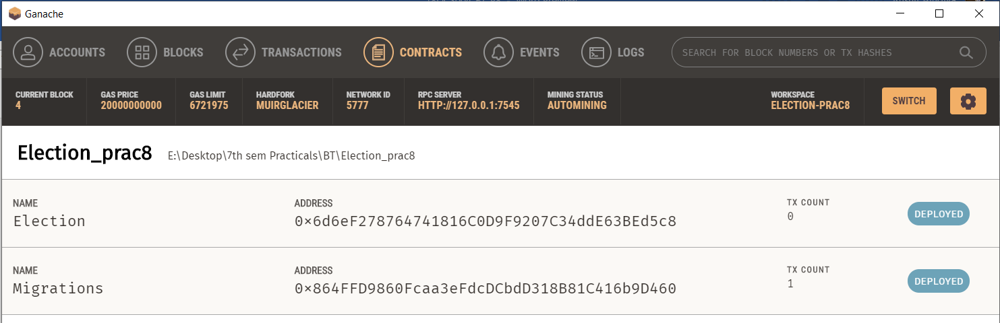 Ganache
ACCOUNTS BLOCKS TRANSACTIONS CONTRACTS EVENTS LOGS SEARCH FOR BLOCK NUMBERS OR TX HASHES
CURRENT BLOCK GAS PRICE GAS LIMIT HARDFORK NETWORK ID RPC SERVER MINING STATUS WORKSPACE SWITCH
4 20000000000 6721975 MUIRGLACIER 5777 HTTP://127.0.0.1:7545 AUTOMINING ELECTION-PRAC8
Election_prac8 E:\Desktop\7th sem Practicals\BT\Election_prac8
NAME ADDRESS TX COUNT
Election 0×6d6eF278764741816C0D9F9207C34ddE63BEd5c8 0 DEPLOYED
NAME ADDRESS TX COUNT
Migrations 0×864FFD9860Fcaa3eFdcDCbdD318B81C416b9D460 1 DEPLOYED